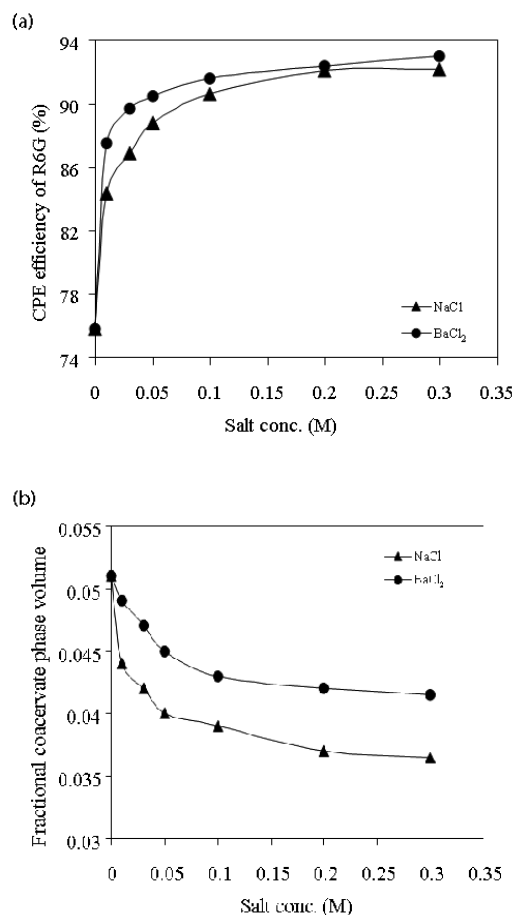 (a)
94
90
86
82
78
74
CPE efficiency of R6G (%)
NaCl
BaCl2
0 0.05 0.1 0.15 0.2 0.25 0.3 0.35
Salt conc. (M)
(b)
0.055
0.05
0.045
0.04
0.035
0.03
Fractional coacervate phase volume
NaCl
BaCl2
0 0.05 0.1 0.15 0.2 0.25 0.3 0.35
Salt conc. (M)